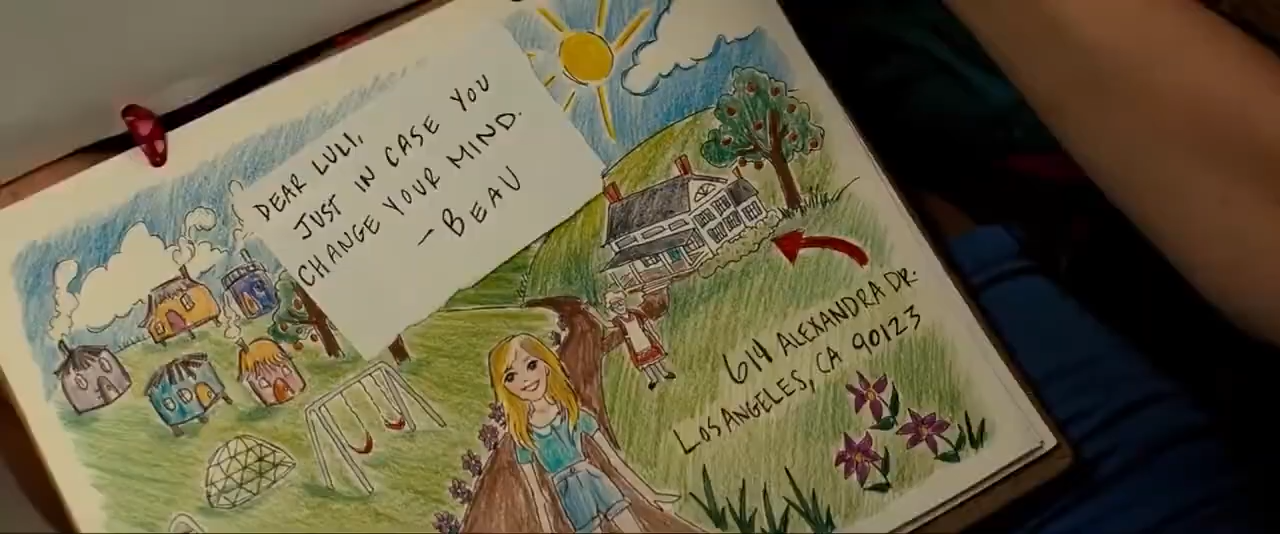 DEAR LULI,
JUST IN CASE YOU
CHANGE YOUR MIND.
- BEAU
614 ALEXANDRA DR.
LOS ANGELES, CA 90123